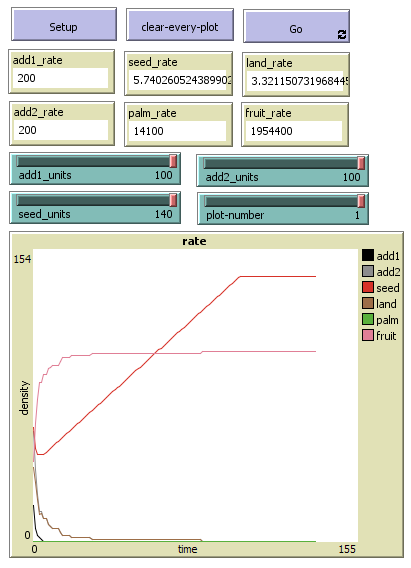 Setup
clear-every-plot
Go
add1_rate
200
seed_rate
5.740260524389902
land_rate
3.321150731968445
add2_rate
200
palm_rate
14100
fruit_rate
1954400
add1_units 100
add2_units 100
seed_units 140
plot-number 1
rate
154
density
0
0
time
155
add1
add2
seed
land
palm
fruit